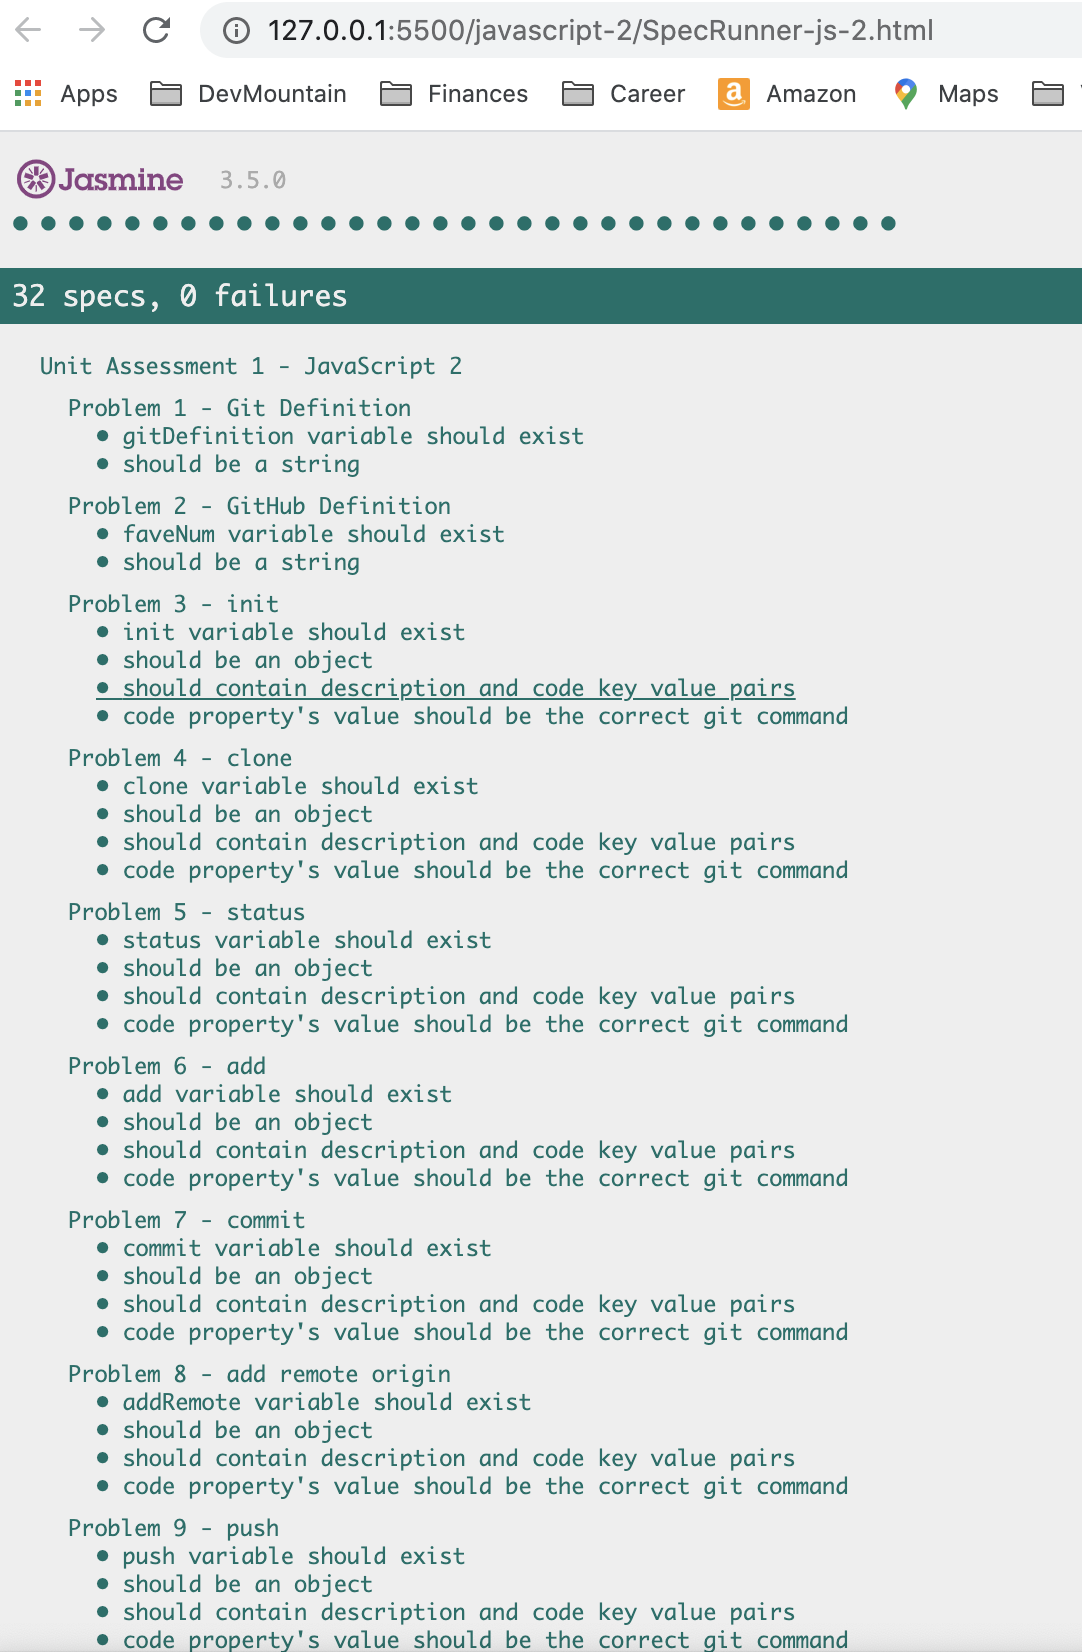 127.0.0.1:5500/javascript-2/SpecRunner-js-2.html
Apps DevMountain Finances Career Amazon Maps
Jasmine 3.5.0
32 specs, 0 failures
Unit Assessment 1 - JavaScript 2
Problem 1 - Git Definition
• gitDefinition variable should exist
• should be a string
Problem 2 - GitHub Definition
• faveNum variable should exist
• should be a string
Problem 3 - init
• init variable should exist
• should be an object
• should contain description and code key value pairs
• code property's value should be the correct git command
Problem 4 - clone
• clone variable should exist
• should be an object
• should contain description and code key value pairs
• code property's value should be the correct git command
Problem 5 - status
• status variable should exist
• should be an object
• should contain description and code key value pairs
• code property's value should be the correct git command
Problem 6 - add
• add variable should exist
• should be an object
• should contain description and code key value pairs
• code property's value should be the correct git command
Problem 7 - commit
• commit variable should exist
• should be an object
• should contain description and code key value pairs
• code property's value should be the correct git command
Problem 8 - add remote origin
• addRemote variable should exist
• should be an object
• should contain description and code key value pairs
• code property's value should be the correct git command
Problem 9 - push
• push variable should exist
• should be an object
• should contain description and code key value pairs
• code property's value should be the correct git command